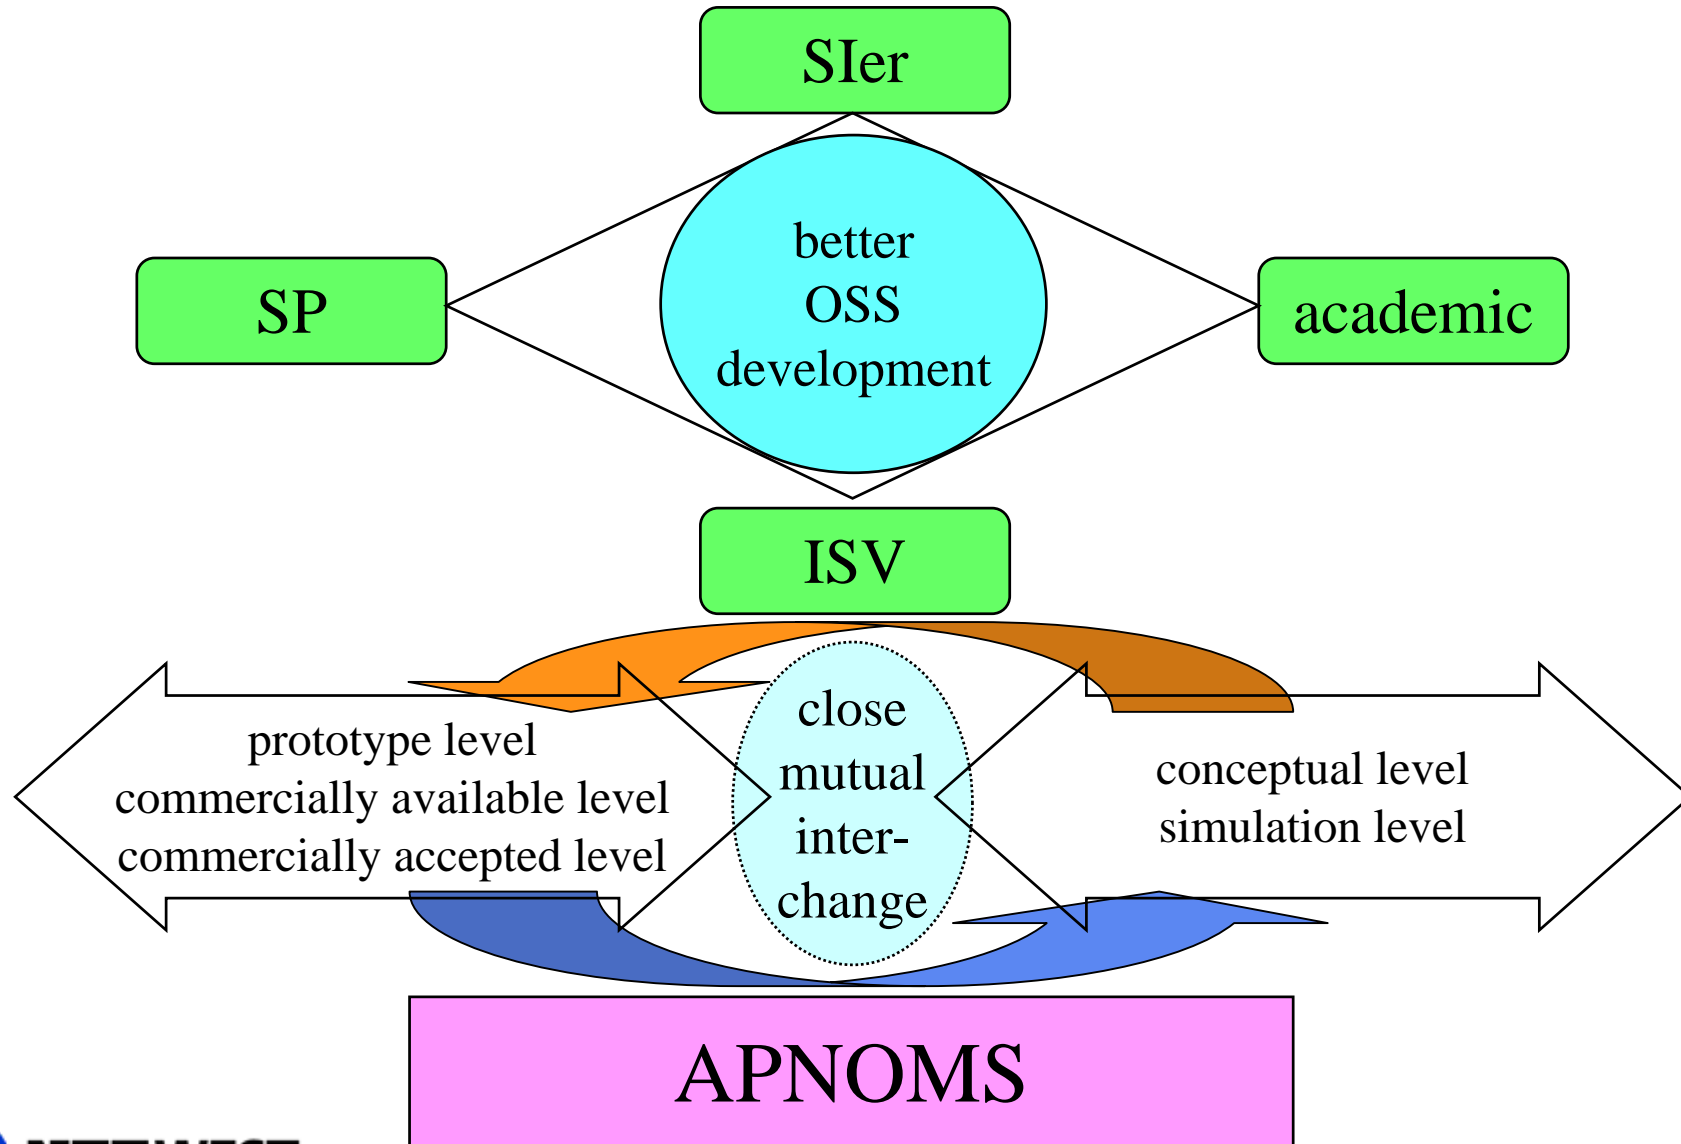 SIer
better
OSS
development
SP
academic
ISV
close
mutual
inter-
change
prototype level
commercially available level
commercially accepted level
conceptual level
simulation level
APNOMS